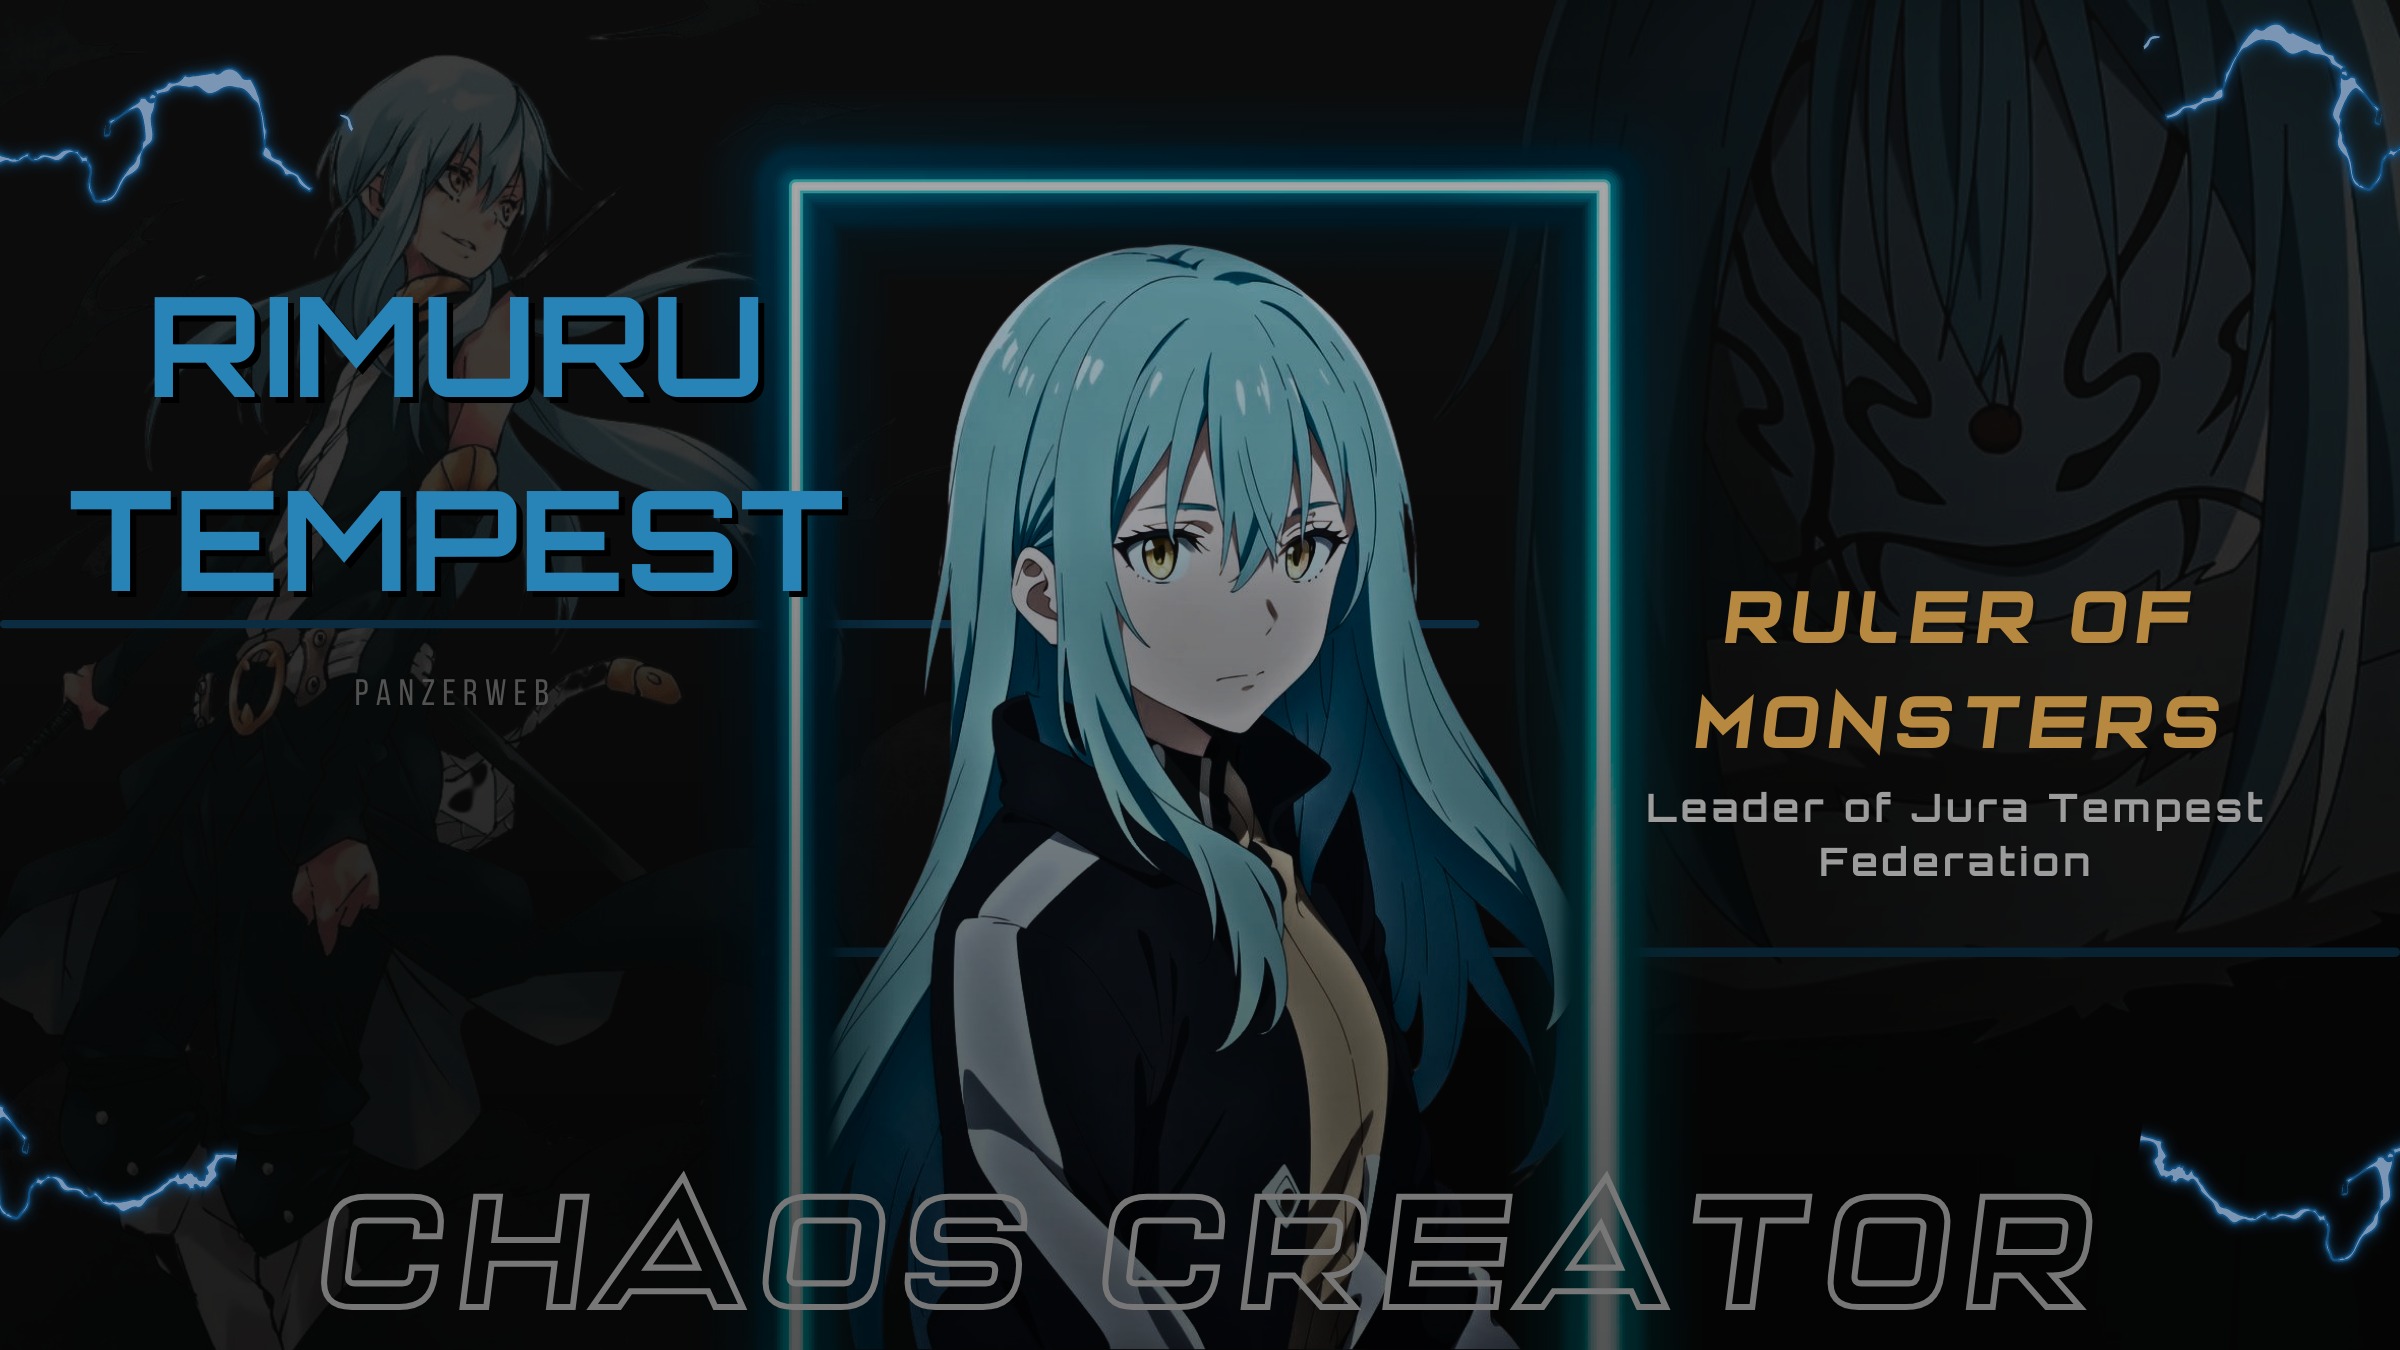 RIMURU
TEMPEST
PANZERWEB
RULER OF
MONSTERS
Leader of Jura Tempest
Federation
CHAOS CREATOR